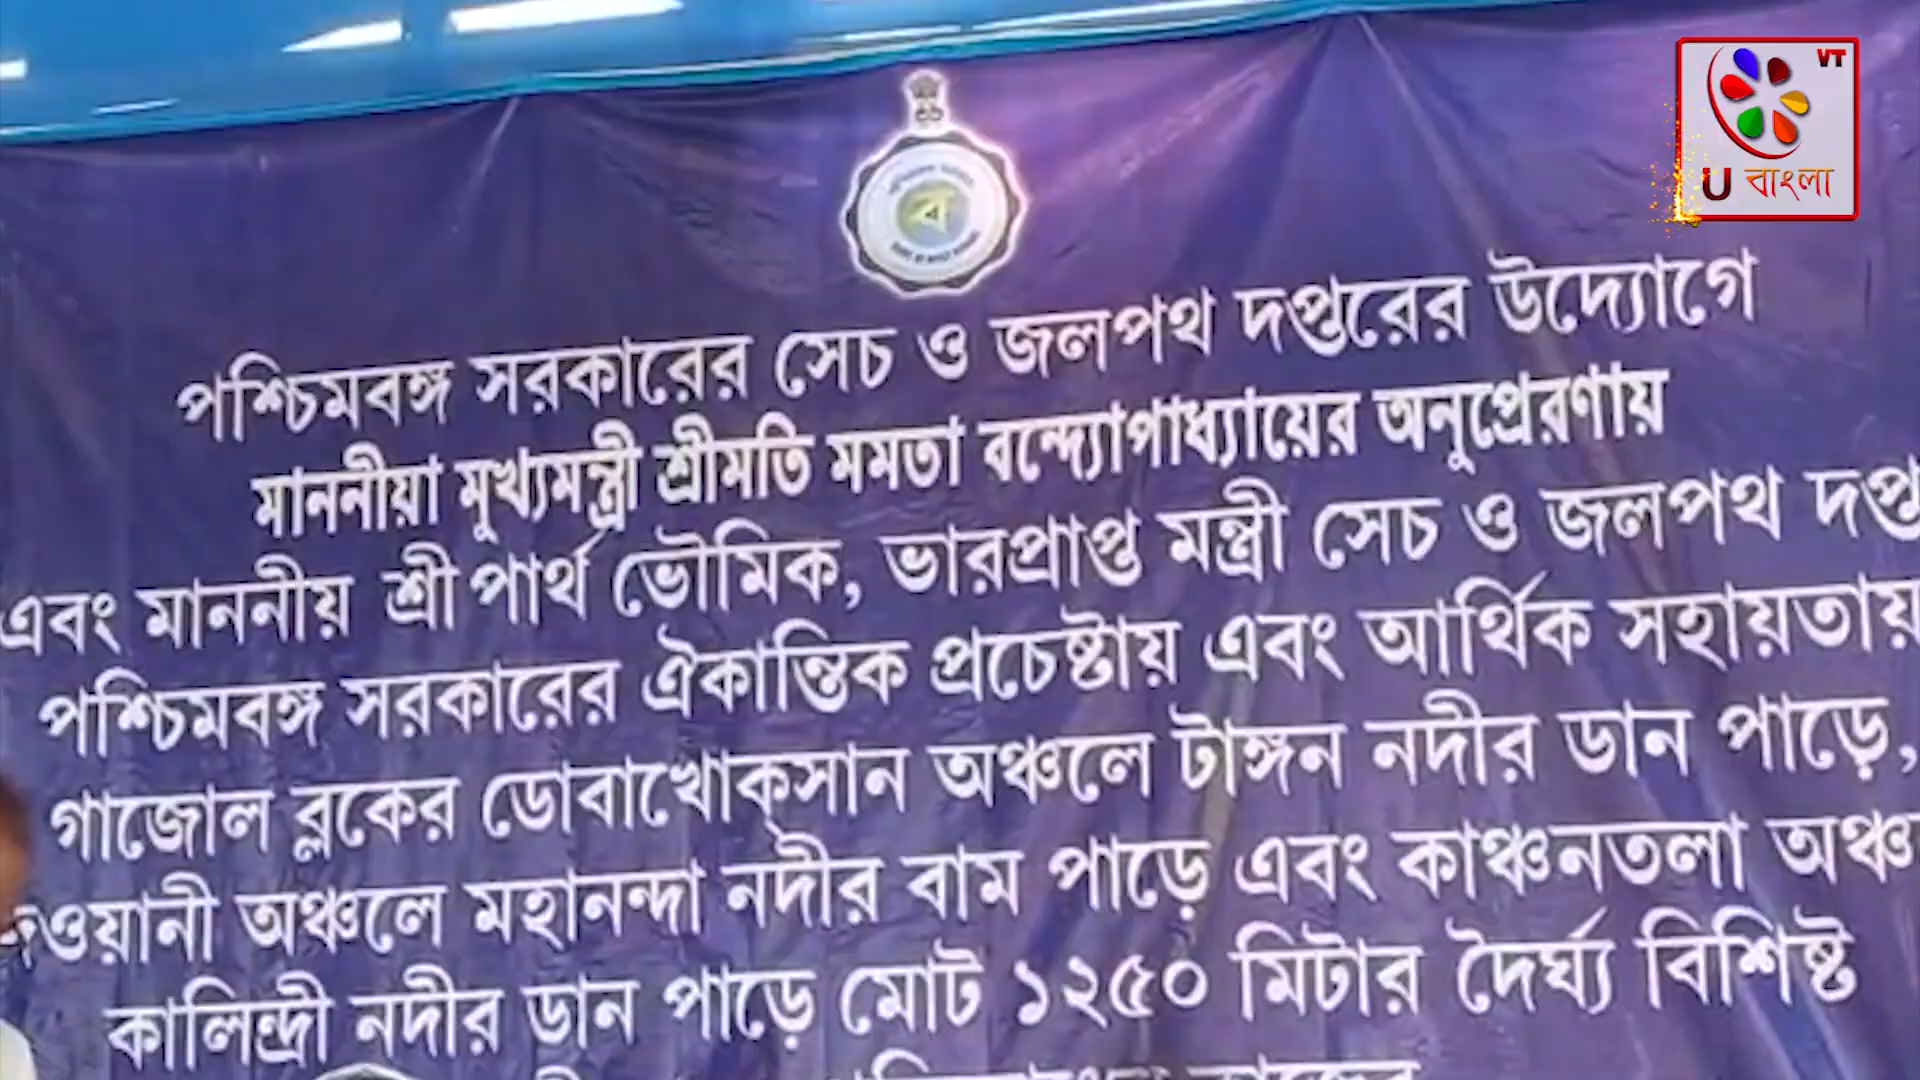 VT
U বাংলা
পশ্চিমবঙ্গ সরকারের সেচ ও জলপথ দপ্তরের উদ্যোগে
মাননীয়া মুখ্যমন্ত্রী শ্রীমতি মমতা বন্দ্যোপাধ্যায়ের অনুপ্রেরণায়
এবং মাননীয় শ্রী পার্থ ভৌমিক, ভারপ্রাপ্ত মন্ত্রী সেচ ও জলপথ
পশ্চিমবঙ্গ সরকারের ঐকান্তিক প্রচেষ্টায় এবং আর্থিক সহায়তায়
গাজোল ব্লকের ডোবাখোক্সান অঞ্চলে টাঙ্গন নদীর ডান পাড়ে,
অঞ্চলে মহানন্দা নদীর বাম পাড়ে এবং কাঞ্চনতলা
কালিন্দ্রী নদীর ডান পাড়ে মোট ১২৫০ মিটার দৈর্ঘ্য বিশিষ্ট